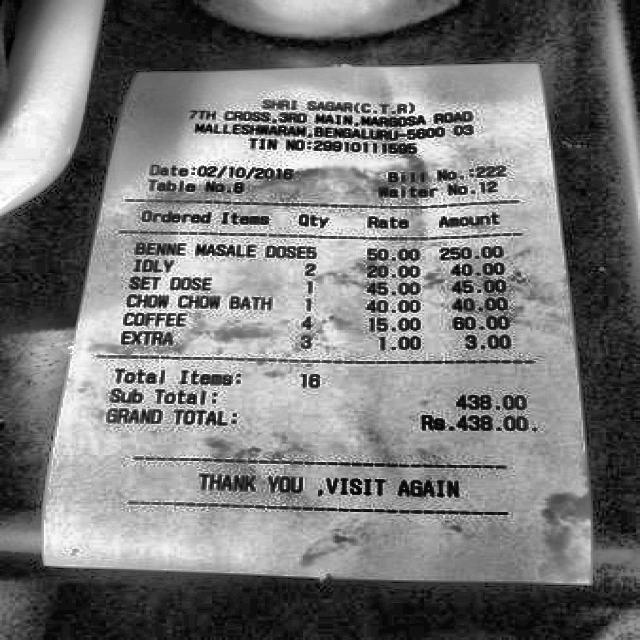 SHRI SAGAR(C.T.R)
7TH CROSS,3RD MAIN,MARGOSA ROAD
MALLESHWARAM,BENGALURU-5600 03
TIN NO:29910111595
Date:02/10/2016 Bill No.:222
Table No.8 Waiter No.12
Ordered Items Qty Rate Amount
BENNE MASALE DOSE5 50.00 250.00
IDLY 2 20.00 40.00
SET DOSE 1 45.00 45.00
CHOW CHOW BATH 1 40.00 40.00
COFFEE 4 15.00 60.00
EXTRA 3 1.00 3.00
Total Items: 16
Sub Total: 438.00
GRAND TOTAL: Rs.438.00.
THANK YOU ,VISIT AGAIN